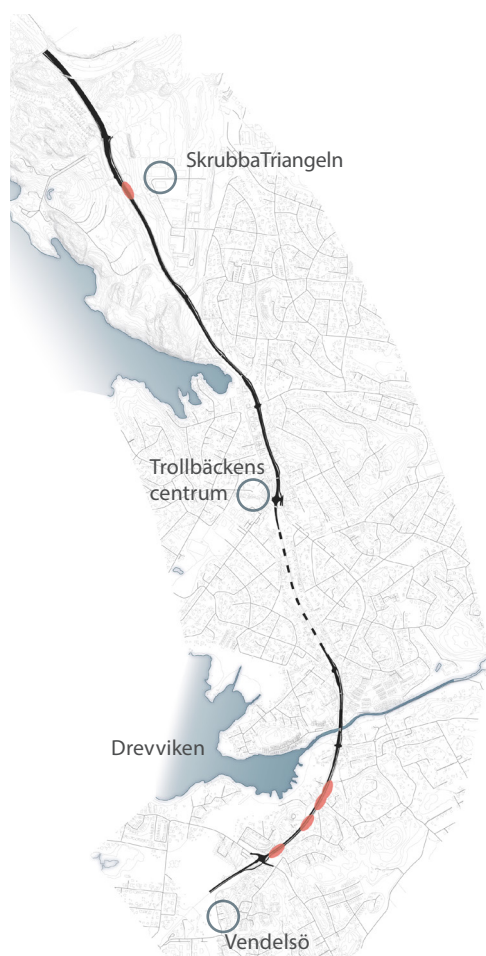 SkrubbaTriangeln
Trollbäckens
centrum
Drevviken
Vendelsö